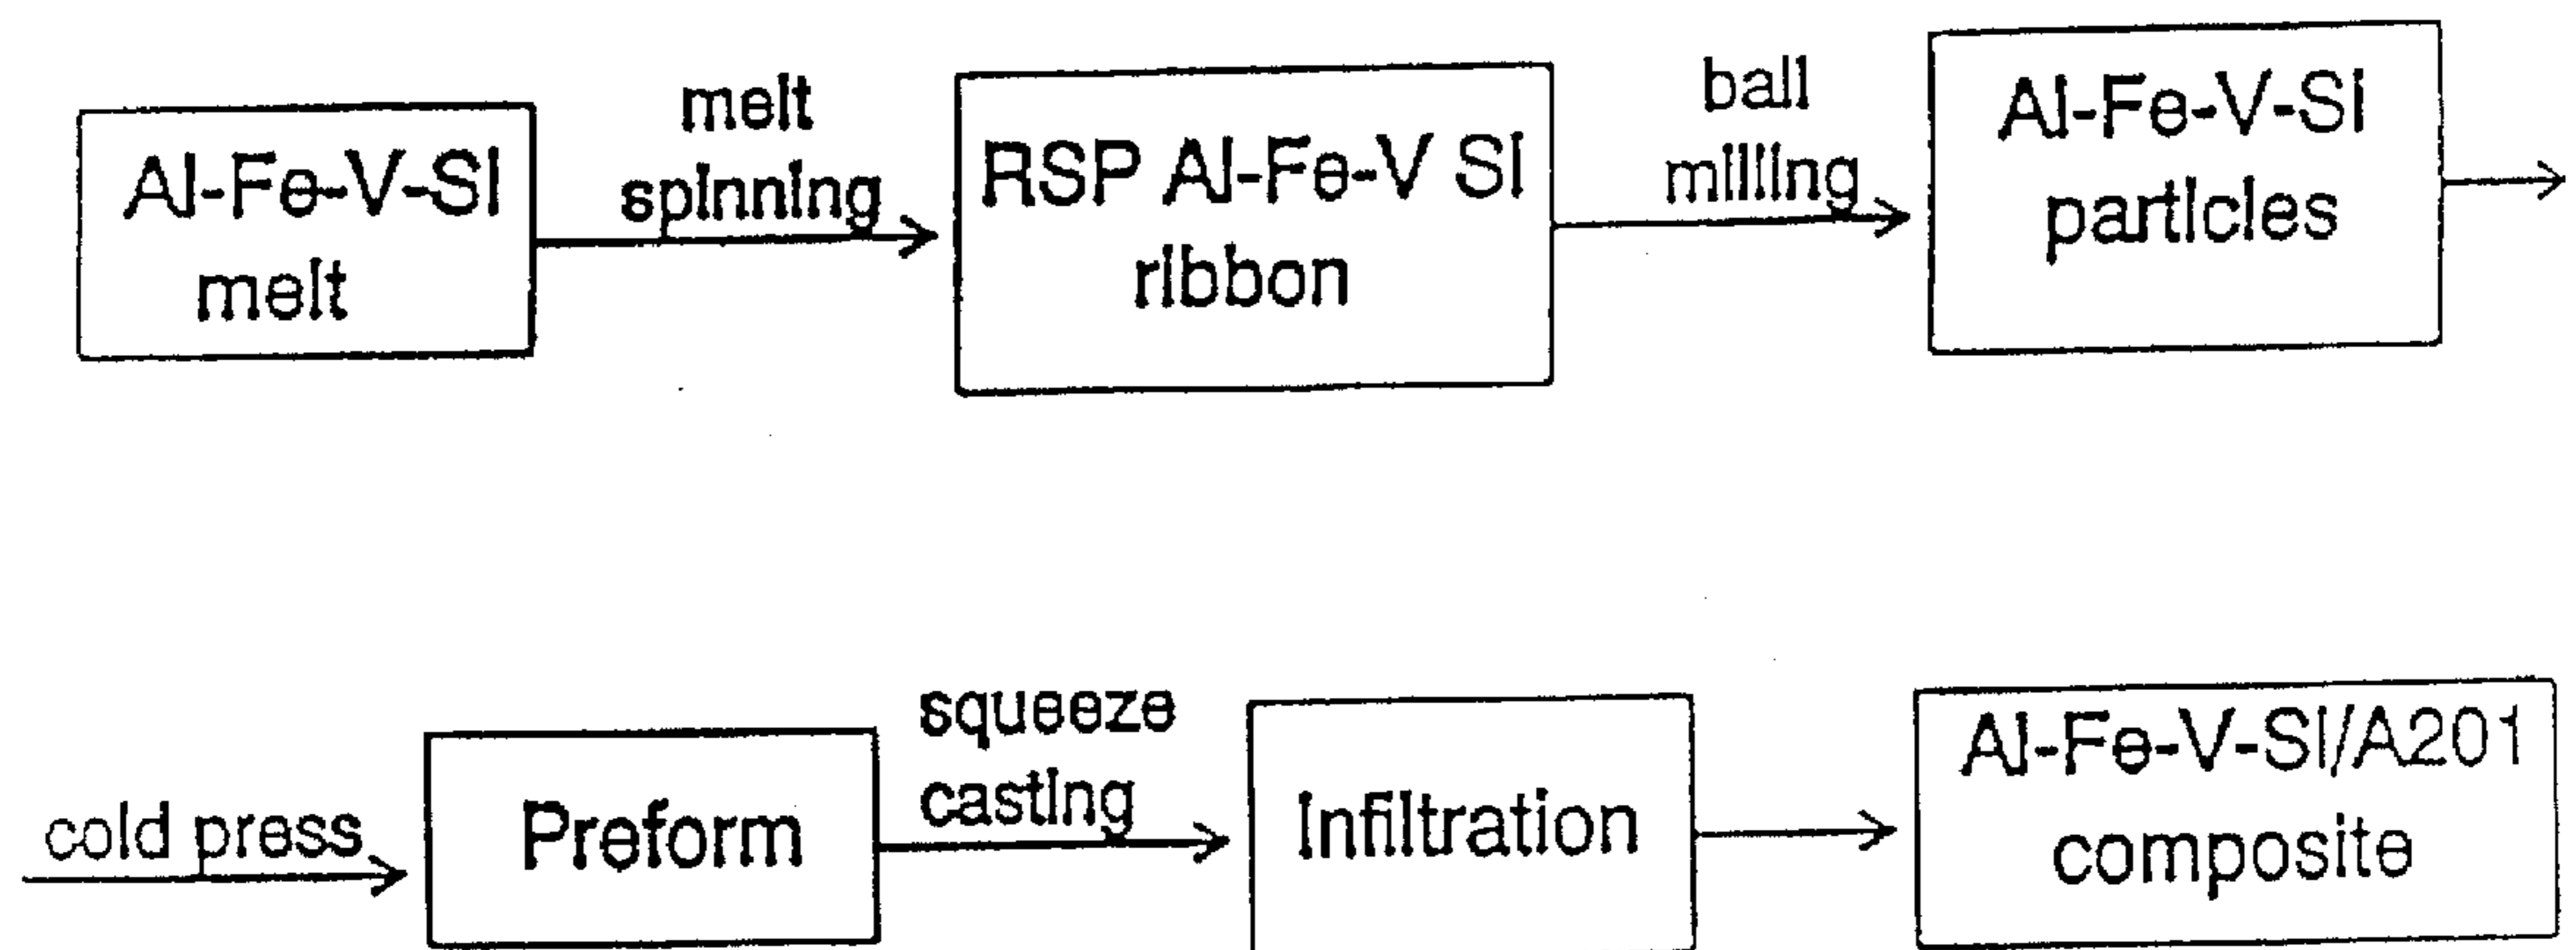 Al-Fe-V-Si
melt
melt
spinning
RSP Al-Fe-V Si
ribbon
ball
milling
Al-Fe-V-Si
particles
cold press
Preform
squeeze
casting
Infiltration
Al-Fe-V-Si/A201
composite